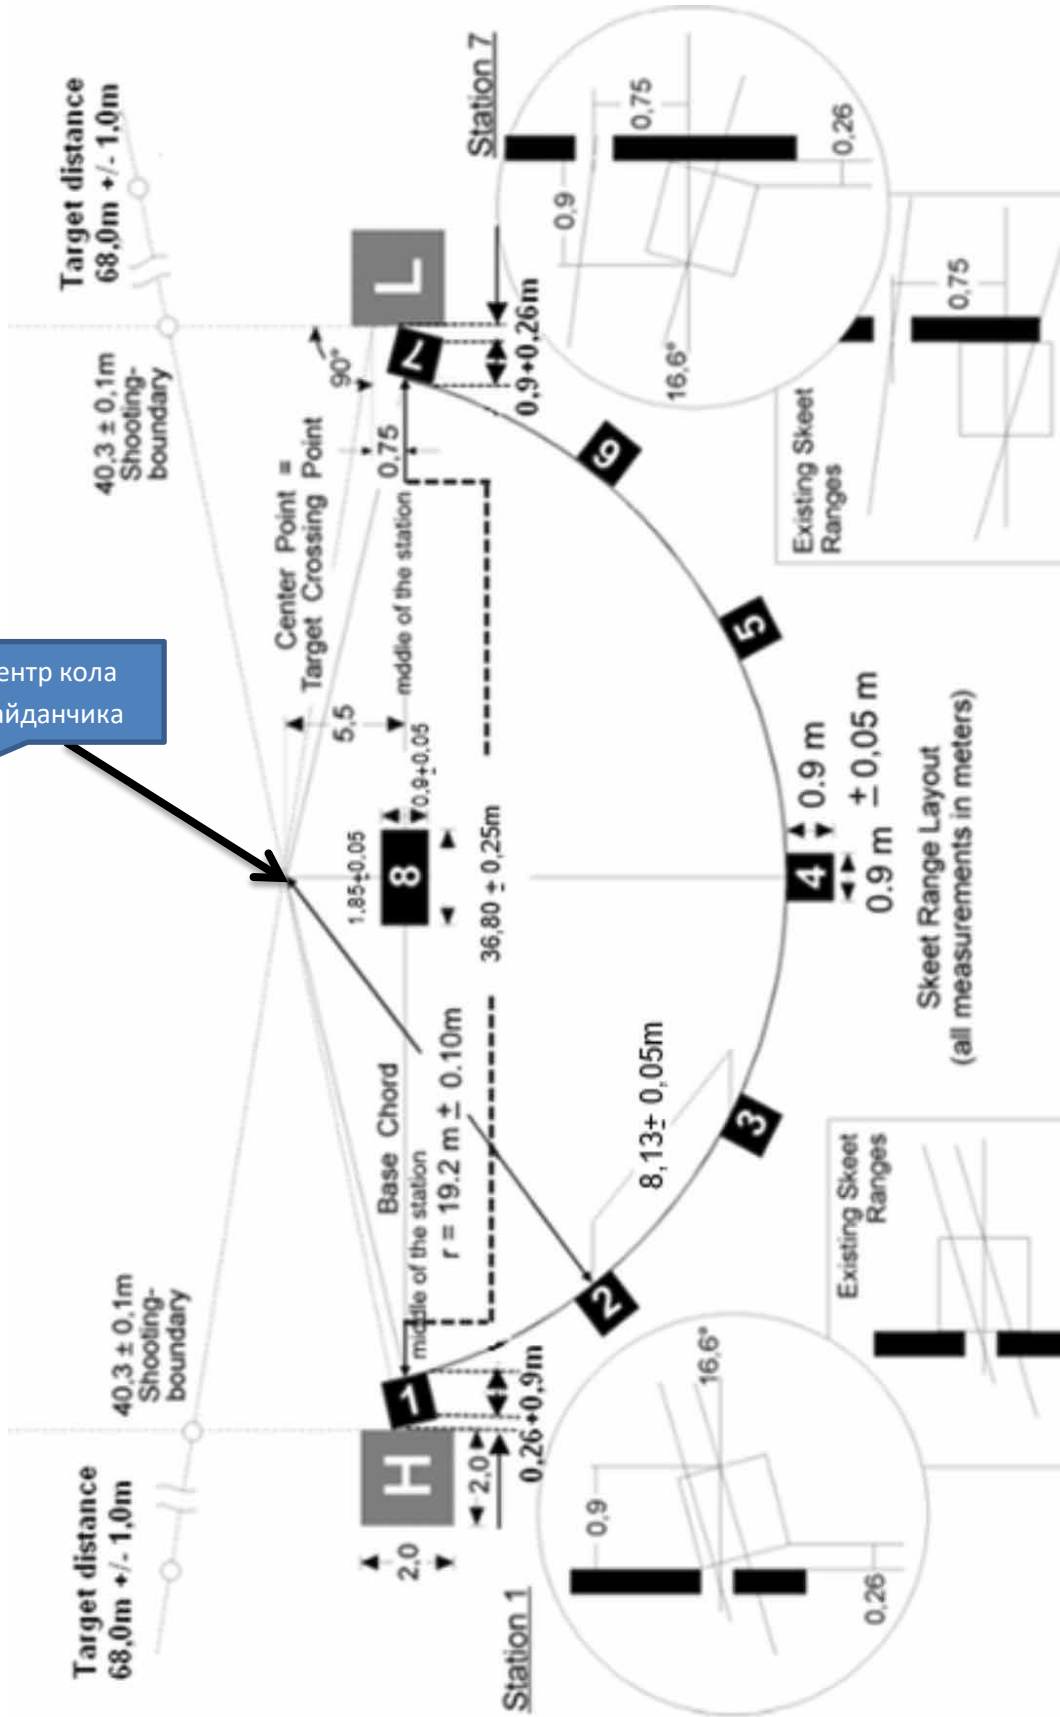 Target distance
68,0m +/- 1,0m
40,3 ± 0,1m
Shooting-
boundary
40,3 ± 0,1m
Shooting-
boundary
Target distance
68,0m +/- 1,0m
ентр кола
айданчика
Center Point =
Target Crossing Point
90°
5,5
0,75
H
2,0
2,0
1
Base Chord
middle of the station
r = 19.2 m ± 0.10m
1.85±0.05
8
0.9±0.05
mddle of the station
7
L
36,80 ± 0,25m
0,26+0,9m
0,9+0,26m
Station 1
Station 7
2
8,13± 0,05m
3
4
0.9 m
0.9 m ± 0,05 m
5
6
0,9
16,6°
0,26
0,9
0,75
16,6°
0,26
Existing Skeet
Ranges
Existing Skeet
Ranges
0,75
Skeet Range Layout
(all measurements in meters)